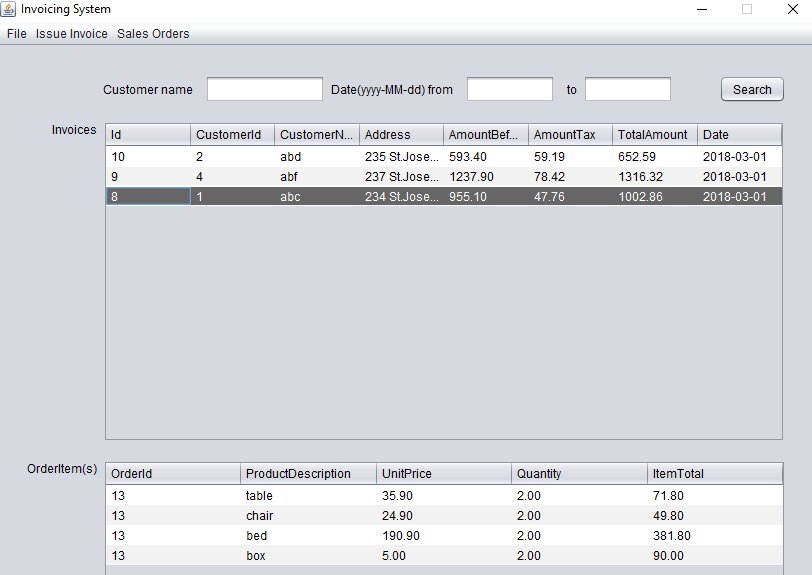 Invoicing System
File Issue Invoice Sales Orders
Customer name Date(yyyy-MM-dd) from to Search
Invoices
Id CustomerId CustomerN... Address AmountBef... AmountTax TotalAmount Date
10 2 abd 235 St.Jose... 593.40 59.19 652.59 2018-03-01
9 4 abf 237 St.Jose... 1237.90 78.42 1316.32 2018-03-01
8 1 abc 234 St.Jose... 955.10 47.76 1002.86 2018-03-01
OrderItem(s)
OrderId ProductDescription UnitPrice Quantity ItemTotal
13 table 35.90 2.00 71.80
13 chair 24.90 2.00 49.80
13 bed 190.90 2.00 381.80
13 box 5.00 2.00 90.00